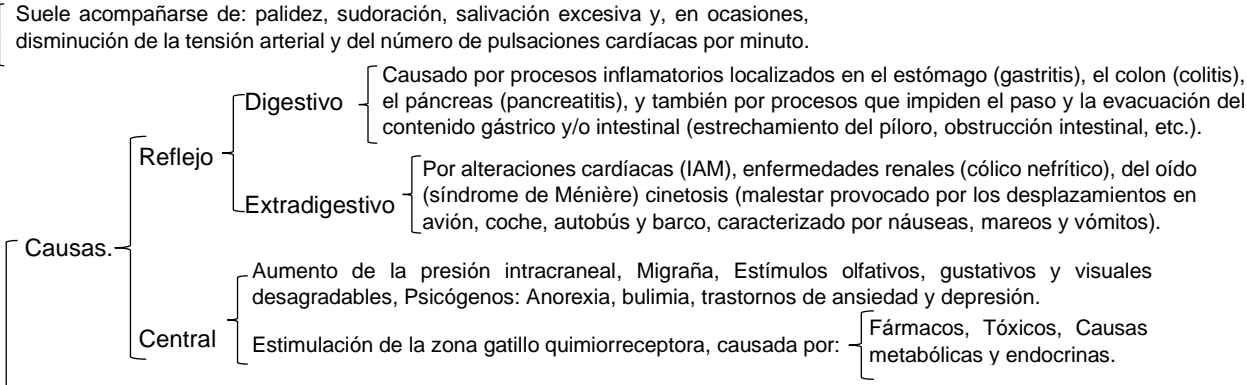 Suele acompañarse de: palidez, sudoración, salivación excesiva y, en ocasiones,
disminución de la tensión arterial y del número de pulsaciones cardíacas por minuto.
Causas.
Reflejo
Digestivo
Causado por procesos inflamatorios localizados en el estómago (gastritis), el colon (colitis),
el páncreas (pancreatitis), y también por procesos que impiden el paso y la evacuación del
contenido gástrico y/o intestinal (estrechamiento del píloro, obstrucción intestinal, etc.).
Extradigestivo
Por alteraciones cardíacas (IAM), enfermedades renales (cólico nefrítico), del oído
(síndrome de Ménière) cinetosis (malestar provocado por los desplazamientos en
avión, coche, autobús y barco, caracterizado por náuseas, mareos y vómitos).
Central
Aumento de la presión intracraneal, Migraña, Estímulos olfativos, gustativos y visuales
desagradables, Psicógenos: Anorexia, bulimia, trastornos de ansiedad y depresión.
Estimulación de la zona gatillo quimiorreceptora, causada por:
Fármacos, Tóxicos, Causas
metabólicas y endocrinas.